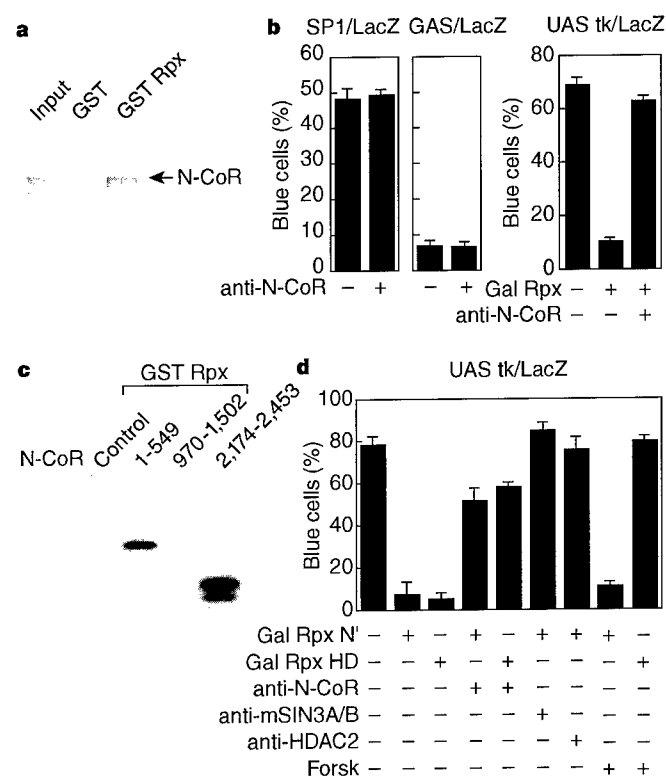 a
Input
GST
GST Rpx
N-CoR
b
SP1/LacZ
GAS/LacZ
UAS tk/LacZ
Blue cells (%)
60
50
40
30
20
10
0
anti-N-CoR − + − +
Blue cells (%)
80
60
40
20
0
Gal Rpx − + +
anti-N-CoR − − +
c
GST Rpx
N-CoR
Control
1-549
970-1,502
2,174-2,453
d
UAS tk/LacZ
Blue cells (%)
100
80
60
40
20
0
Gal Rpx N' − + − + − + + + −
Gal Rpx HD − − + − + − − − +
anti-N-CoR − − − + + − − − −
anti-mSIN3A/B − − − − − + − − −
anti-HDAC2 − − − − − − + − −
Forsk − − − − − − − + +